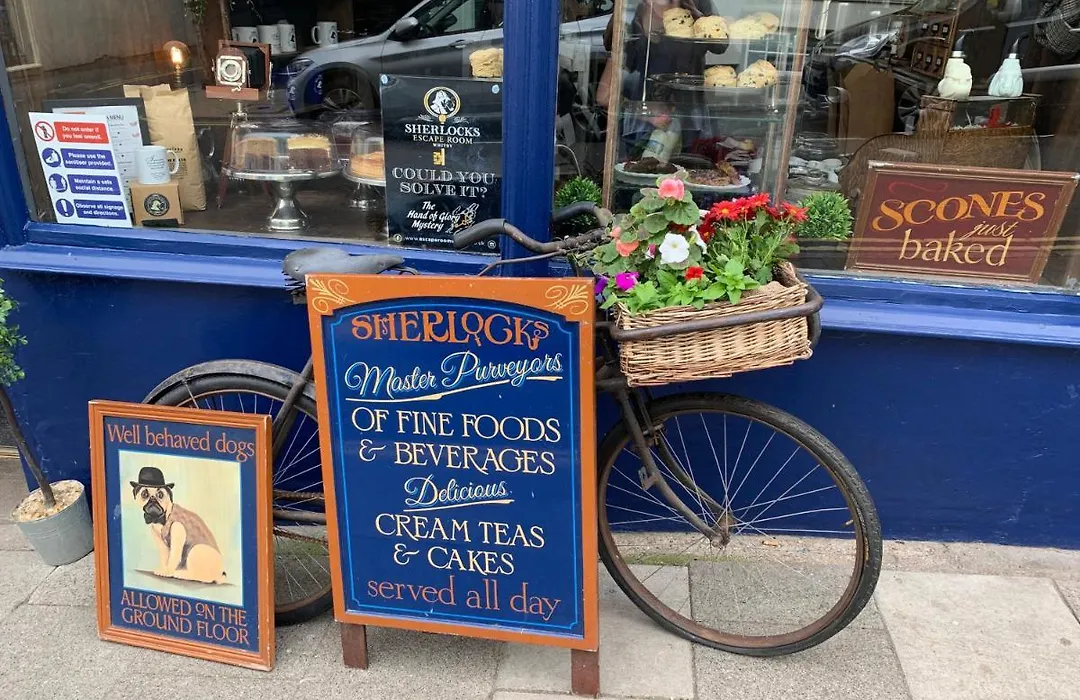 Do NOT enter if you feel unwell.
Please use the sanitiser provided.
Maintain a safe social distance.
Observe all signage and directions.
SHERLOCKS
ESCAPE ROOM
WHITBY
COULD YOU
SOLVE IT?
The
Hand of Glory
Mystery
SCONES
just
baked
SHERLOCKS
Master Purveyors
OF FINE FOODS
& BEVERAGES
Delicious
CREAM TEAS
& CAKES
served all day
Well behaved dogs
ALLOWED ON THE
GROUND FLOOR